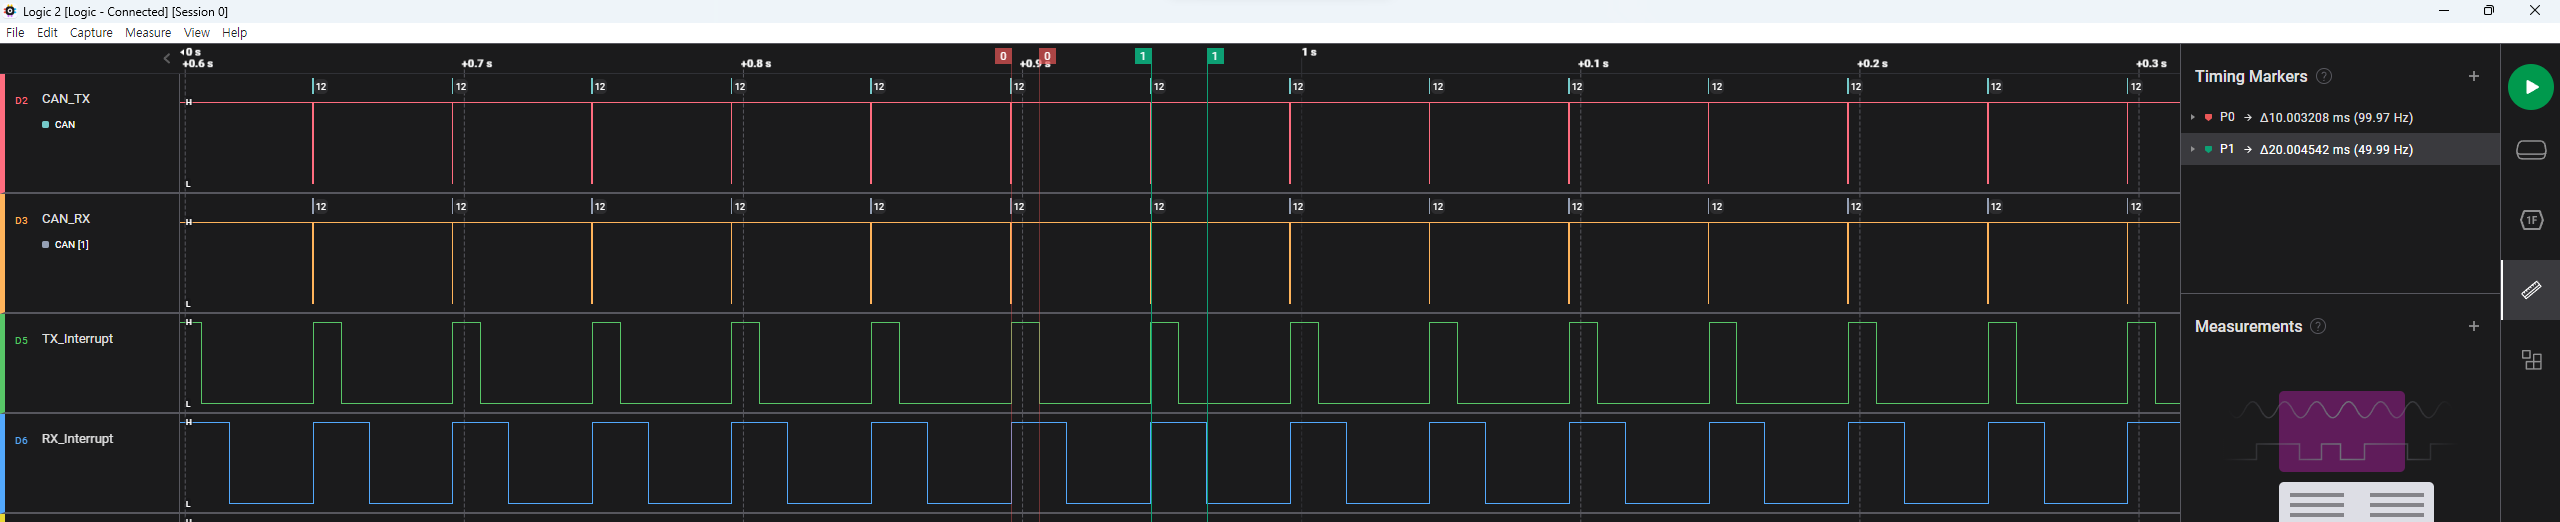 Logic 2 [Logic - Connected] [Session 0]
File Edit Capture Measure View Help
0 s 1 s
+0.6 s +0.7 s +0.8 s +0.9 s +0.1 s +0.2 s +0.3 s
0 0 1 1
D2 CAN_TX
CAN
12 12 12 12 12 12 12 12 12 12 12 12 12 12
H
L
D3 CAN_RX
CAN [1]
12 12 12 12 12 12 12 12 12 12 12 12 12 12
H
L
D5 TX_Interrupt
H
L
D6 RX_Interrupt
H
L
H
Timing Markers ? +
P0 → Δ10.003208 ms (99.97 Hz)
P1 → Δ20.004542 ms (49.99 Hz)
Measurements ? +
1F